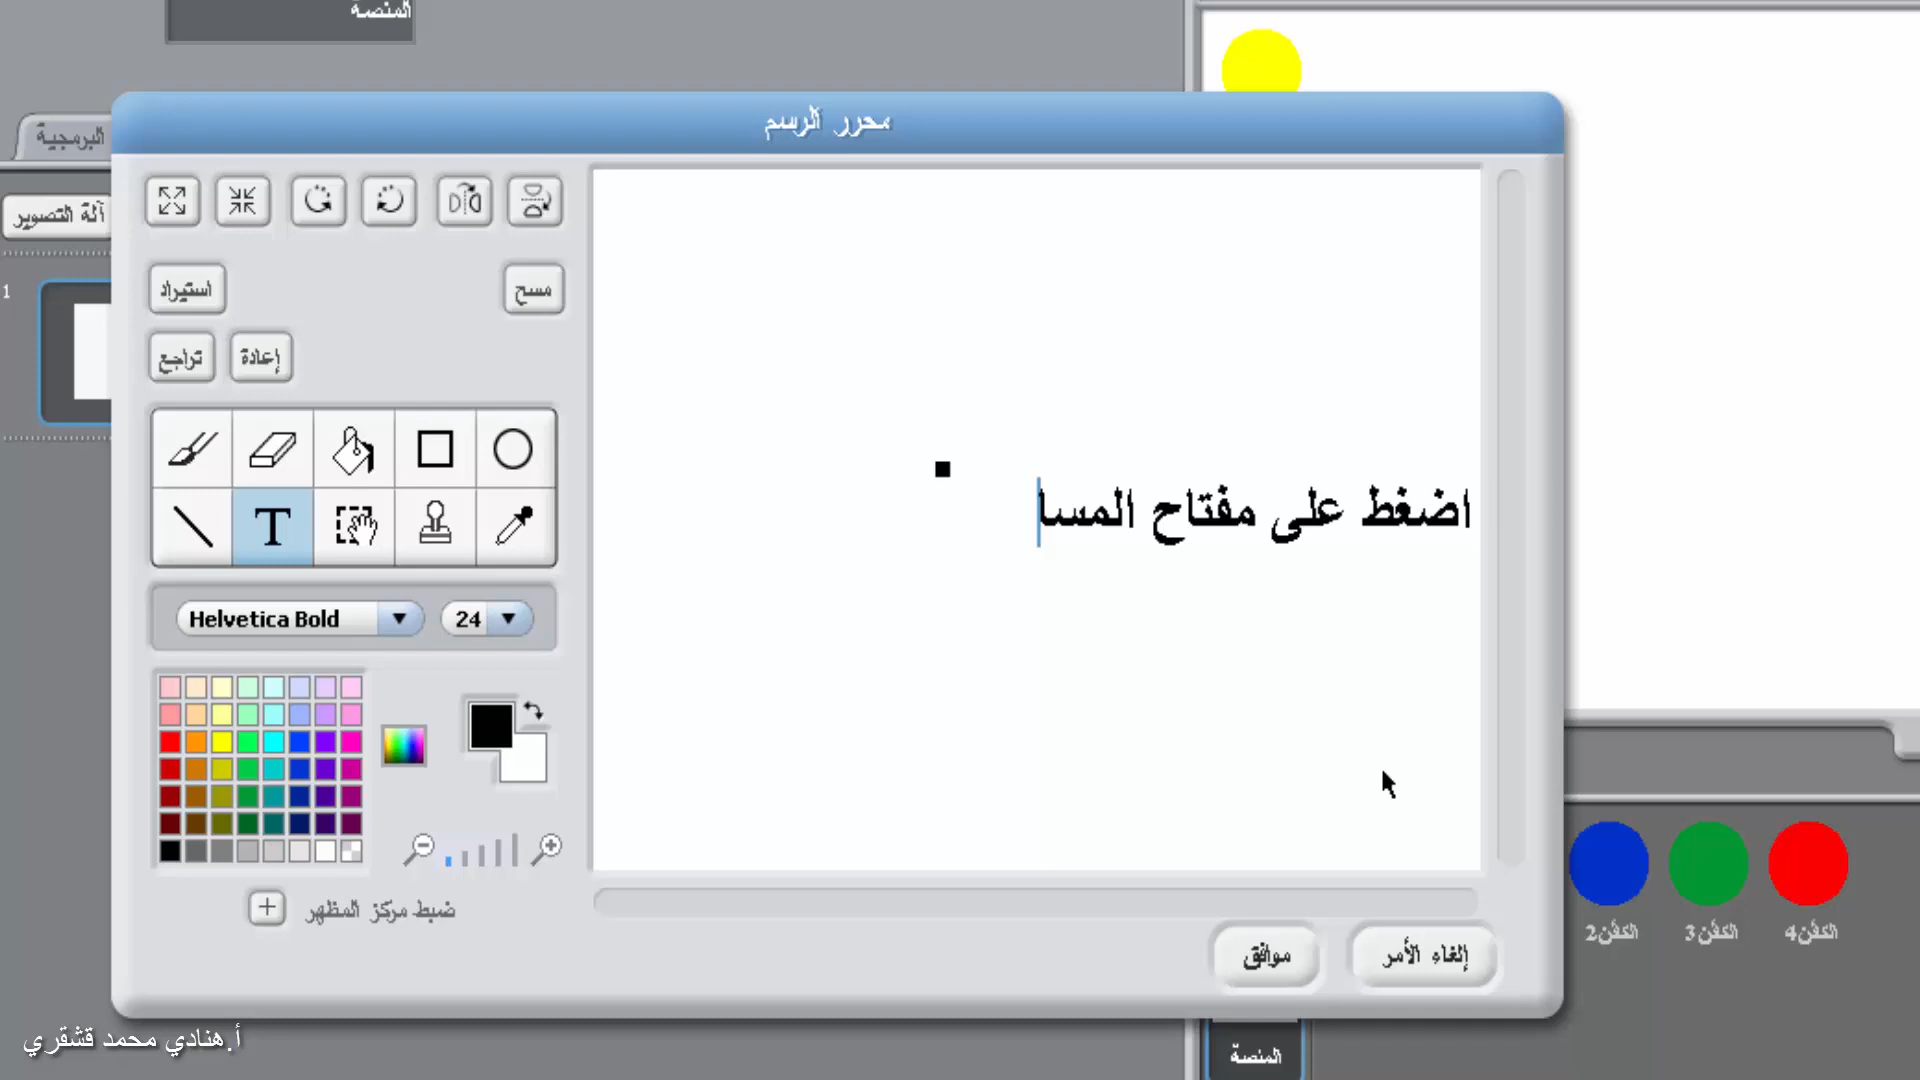 المنصة
محرر الرسم
البرمجية
آلة التصوير
1
استيراد
مسح
تراجع
إعادة
T
اضغط على مفتاح المسا
Helvetica Bold
24
ضبط مركز المظهر
موافق
إلغاء الأمر
الكائن2
الكائن3
الكائن4
المنصة
أ.هنادي محمد قشقري